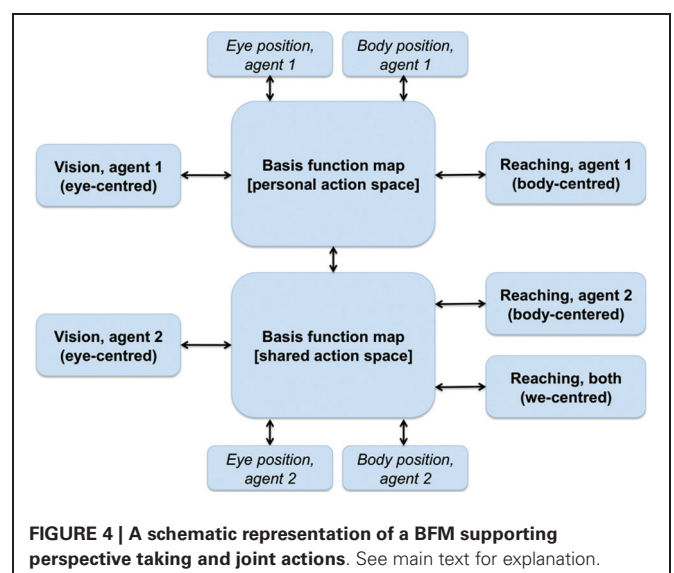 Eye position,
agent 1
Body position,
agent 1
Vision, agent 1
(eye-centred)
Basis function map
[personal action space]
Reaching, agent 1
(body-centred)
Vision, agent 2
(eye-centred)
Basis function map
[shared action space]
Reaching, agent 2
(body-centered)
Reaching, both
(we-centred)
Eye position,
agent 2
Body position,
agent 2
FIGURE 4 | A schematic representation of a BFM supporting
perspective taking and joint actions. See main text for explanation.